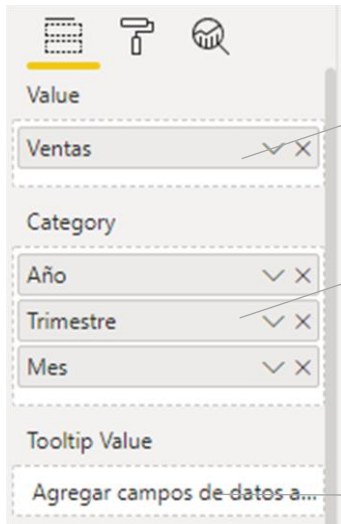 Value
Ventas
Category
Año
Trimestre
Mes
Tooltip Value
Agregar campos de datos a...